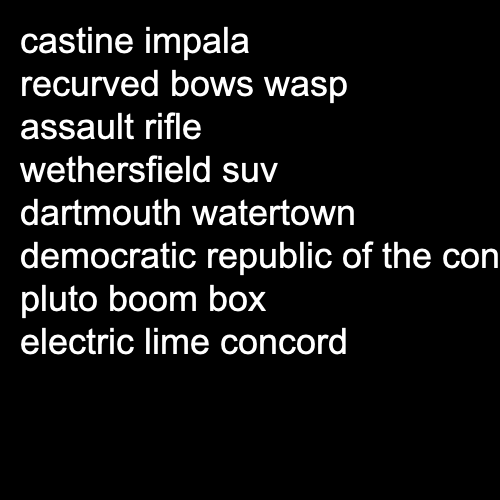 castine impala
recurved bows wasp
assault rifle
wethersfield suv
dartmouth watertown
democratic republic of the con
pluto boom box
electric lime concord